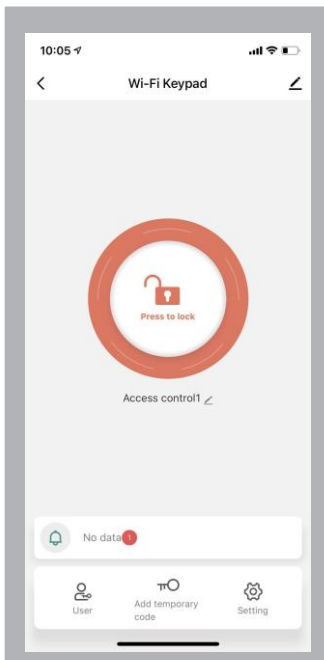 10:05
Wi-Fi Keypad
Press to lock
Access control1
No data 1
User
Add temporary
code
Setting